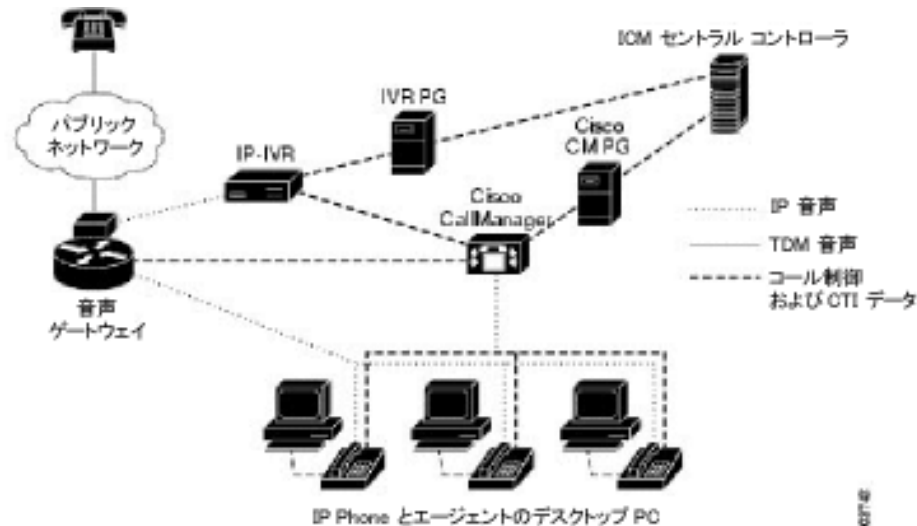 ICM セントラル コントローラ
IVR PG
パブリック
ネットワーク
Cisco
CM PG
IP-IVR
Cisco
CallManager
IP 音声
TDM 音声
コール制御
および CTI データ
音声
ゲートウェイ
IP Phone とエージェントのデスクトップ PC